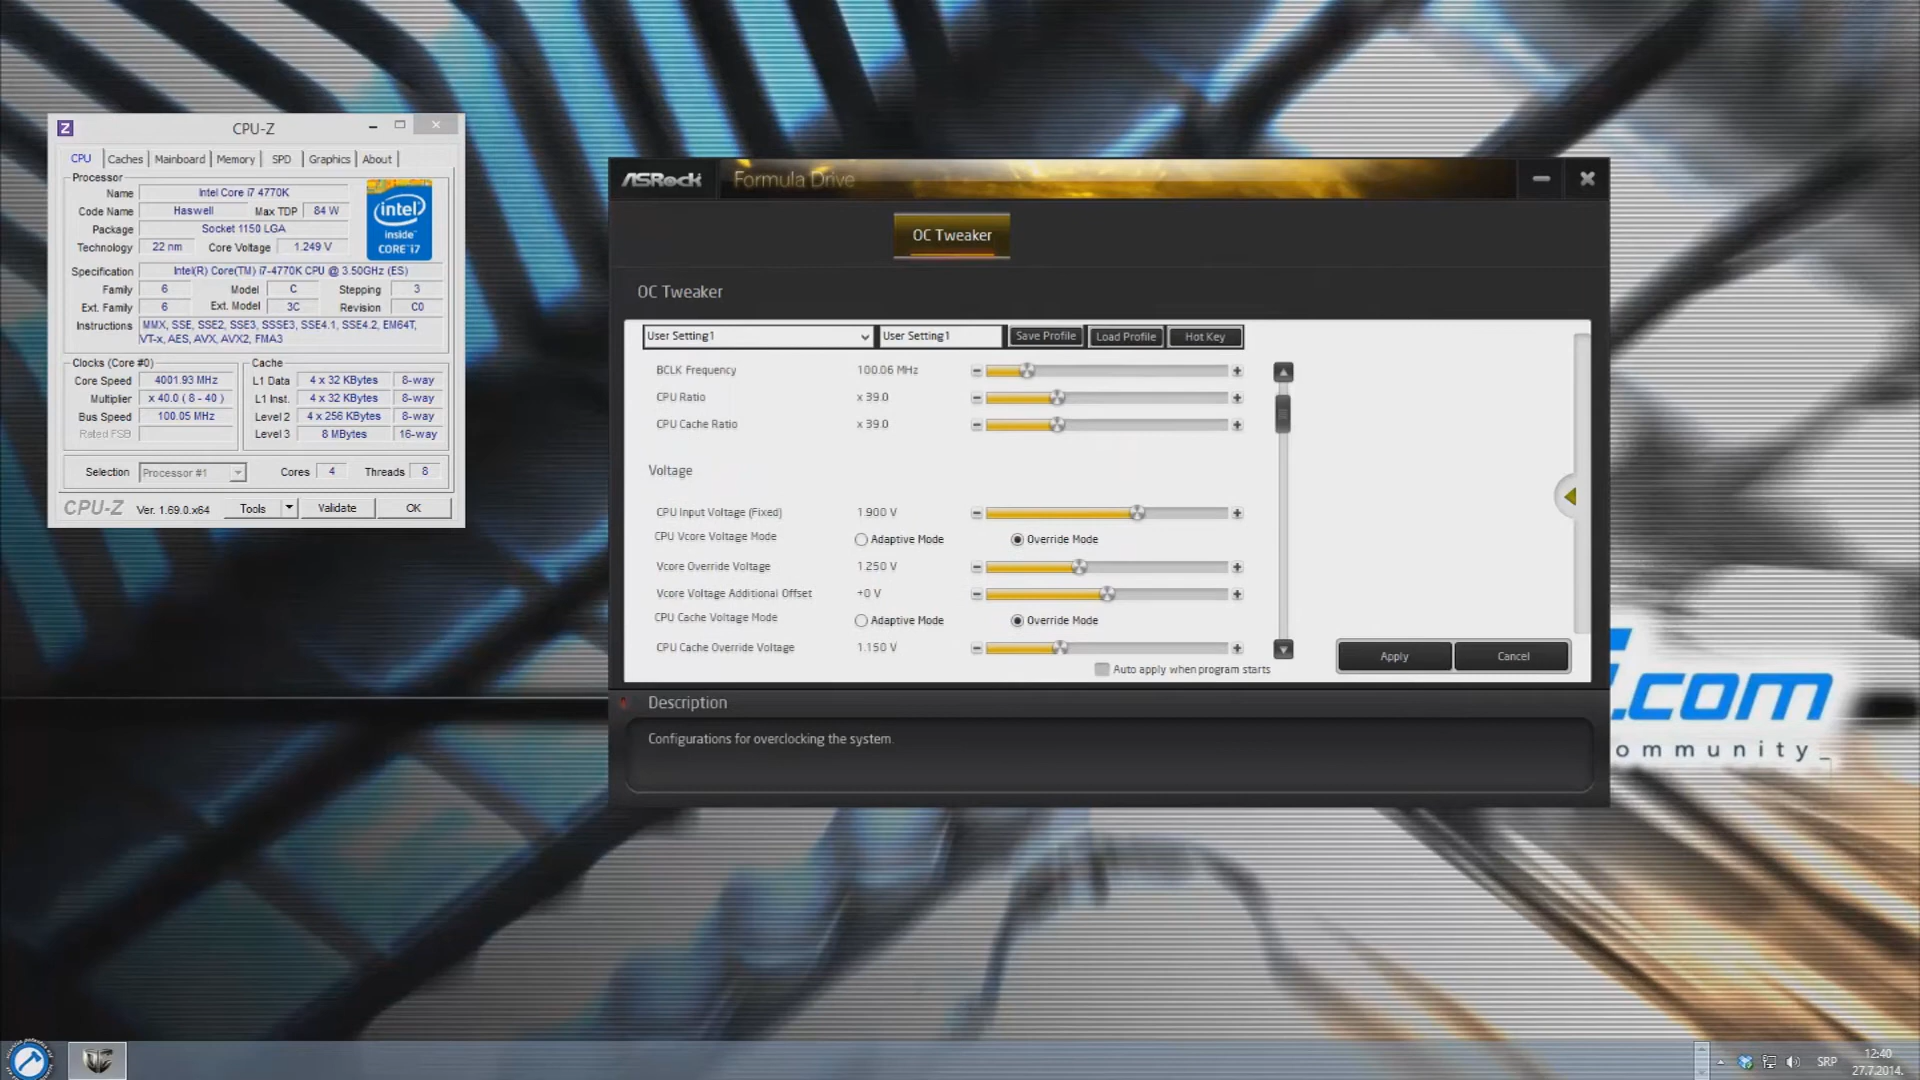 CPU-Z
CPU Caches Mainboard Memory SPD Graphics About
Processor
Name Intel Core i7 4770K
Code Name Haswell Max TDP 84 W
Package Socket 1150 LGA
Technology 22 nm Core Voltage 1.249 V
intel inside™ CORE™i7
Specification Intel(R) Core(TM) i7-4770K CPU @ 3.50GHz (ES)
Family 6 Model C Stepping 3
Ext. Family 6 Ext. Model 3C Revision C0
Instructions MMX, SSE, SSE2, SSE3, SSSE3, SSE4.1, SSE4.2, EM64T,
VT-x, AES, AVX, AVX2, FMA3
Clocks (Core #0)
Core Speed 4001.93 MHz
Multiplier x 40.0 ( 8 - 40 )
Bus Speed 100.05 MHz
Rated FSB
Cache
L1 Data 4 x 32 KBytes 8-way
L1 Inst. 4 x 32 KBytes 8-way
Level 2 4 x 256 KBytes 8-way
Level 3 8 MBytes 16-way
Selection Processor #1 Cores 4 Threads 8
CPU-Z Ver. 1.69.0.x64 Tools Validate OK
ASRock Formula Drive
OC Tweaker
OC Tweaker
User Setting1 User Setting1 Save Profile Load Profile Hot Key
BCLK Frequency 100.06 MHz
CPU Ratio x 39.0
CPU Cache Ratio x 39.0
Voltage
CPU Input Voltage (Fixed) 1.900 V
CPU Vcore Voltage Mode Adaptive Mode Override Mode
Vcore Override Voltage 1.250 V
Vcore Voltage Additional Offset +0 V
CPU Cache Voltage Mode Adaptive Mode Override Mode
CPU Cache Override Voltage 1.150 V
Auto apply when program starts
Apply Cancel
Description
Configurations for overclocking the system.
.com
ommunity_
SRP
12:40
27.7.2014.